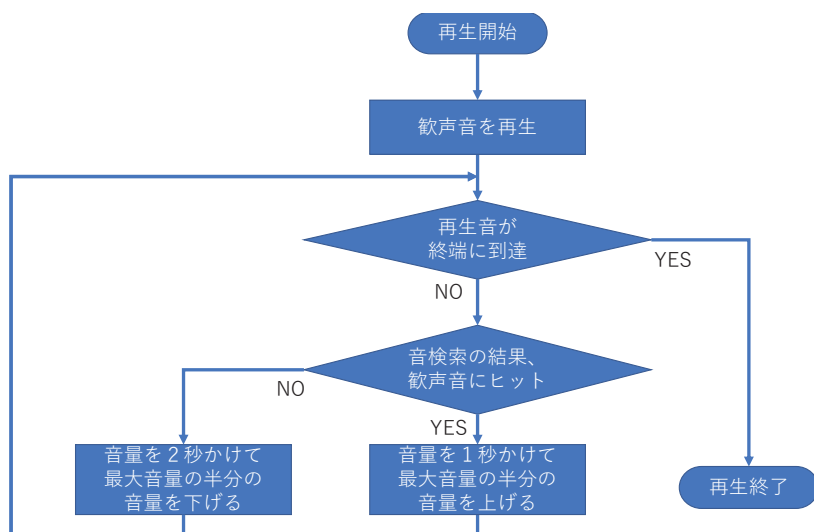 再生開始
歓声音を再生
再生音が
終端に到達
YES
NO
音検索の結果、
歓声音にヒット
NO
YES
音量を２秒かけて
最大音量の半分の
音量を下げる
音量を１秒かけて
最大音量の半分の
音量を上げる
再生終了